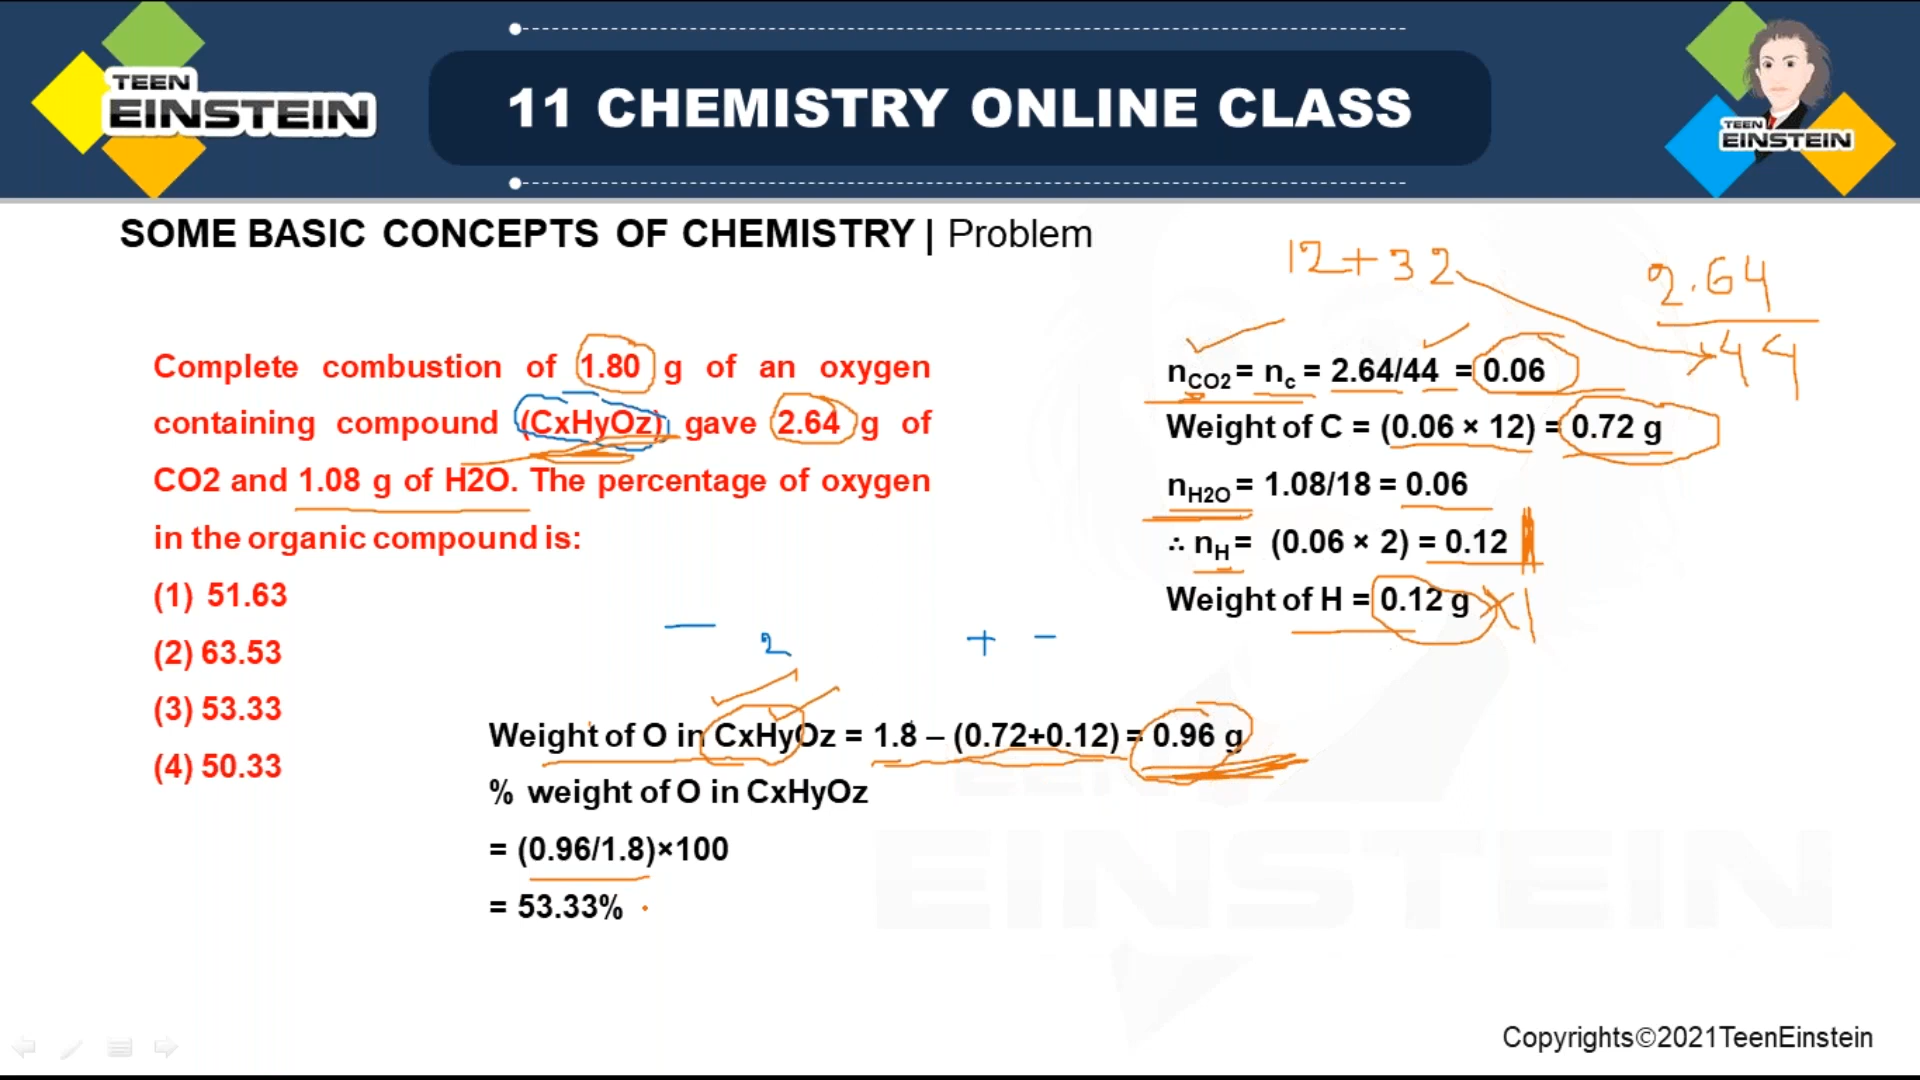 TEEN
EINSTEIN
11 CHEMISTRY ONLINE CLASS
TEEN
EINSTEIN
SOME BASIC CONCEPTS OF CHEMISTRY | Problem
12+32
2.64
44
Complete combustion of 1.80 g of an oxygen
containing compound (CxHyOz) gave 2.64 g of
CO2 and 1.08 g of H2O. The percentage of oxygen
in the organic compound is:
(1) 51.63
(2) 63.53
(3) 53.33
(4) 50.33
nCO2 = nc = 2.64/44 = 0.06
Weight of C = (0.06 × 12) = 0.72 g
nH2O = 1.08/18 = 0.06
∴ nH = (0.06 × 2) = 0.12
Weight of H = 0.12 g ×1
2 + -
Weight of O in CxHyOz = 1.8 – (0.72+0.12) = 0.96 g
% weight of O in CxHyOz
= (0.96/1.8)×100
= 53.33%
EINSTEIN
Copyrights©2021TeenEinstein